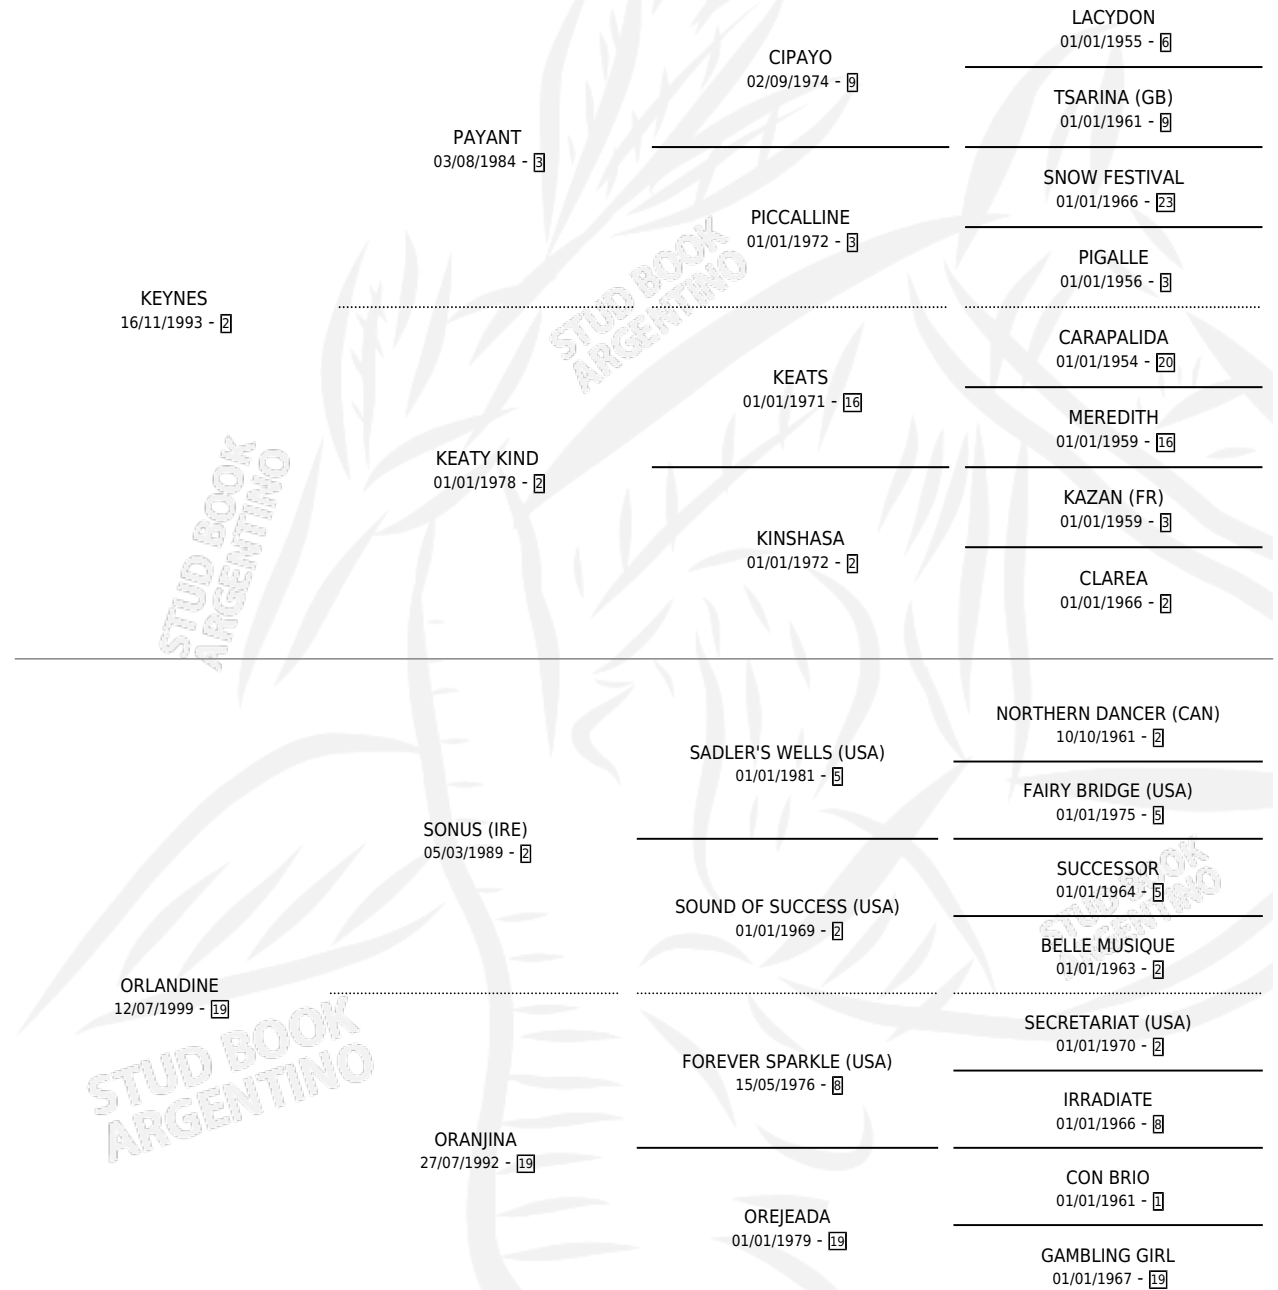 LACYDON
01/01/1955 - 6
CIPAYO
02/09/1974 - 9
TSARINA (GB)
01/01/1961 - 9
PAYANT
03/08/1984 - 3
SNOW FESTIVAL
01/01/1966 - 23
PICCALLINE
01/01/1972 - 3
PIGALLE
01/01/1956 - 3
KEYNES
16/11/1993 - 2
CARAPALIDA
01/01/1954 - 20
KEATS
01/01/1971 - 16
MEREDITH
01/01/1959 - 16
KEATY KIND
01/01/1978 - 2
KAZAN (FR)
01/01/1959 - 3
KINSHASA
01/01/1972 - 2
CLAREA
01/01/1966 - 2
STUD BOOK
ARGENTINO
STUD BOOK
ARGENTINO
NORTHERN DANCER (CAN)
10/10/1961 - 2
SADLER'S WELLS (USA)
01/01/1981 - 5
FAIRY BRIDGE (USA)
01/01/1975 - 5
SONUS (IRE)
05/03/1989 - 2
SUCCESSOR
01/01/1964 - 5
SOUND OF SUCCESS (USA)
01/01/1969 - 2
BELLE MUSIQUE
01/01/1963 - 2
STUD BOOK
ARGENTINO
ORLANDINE
12/07/1999 - 19
SECRETARIAT (USA)
01/01/1970 - 2
FOREVER SPARKLE (USA)
15/05/1976 - 8
IRRADIATE
01/01/1966 - 8
STUD BOOK
ARGENTINO
ORANJINA
27/07/1992 - 19
CON BRIO
01/01/1961 - 1
OREJEADA
01/01/1979 - 19
GAMBLING GIRL
01/01/1967 - 19